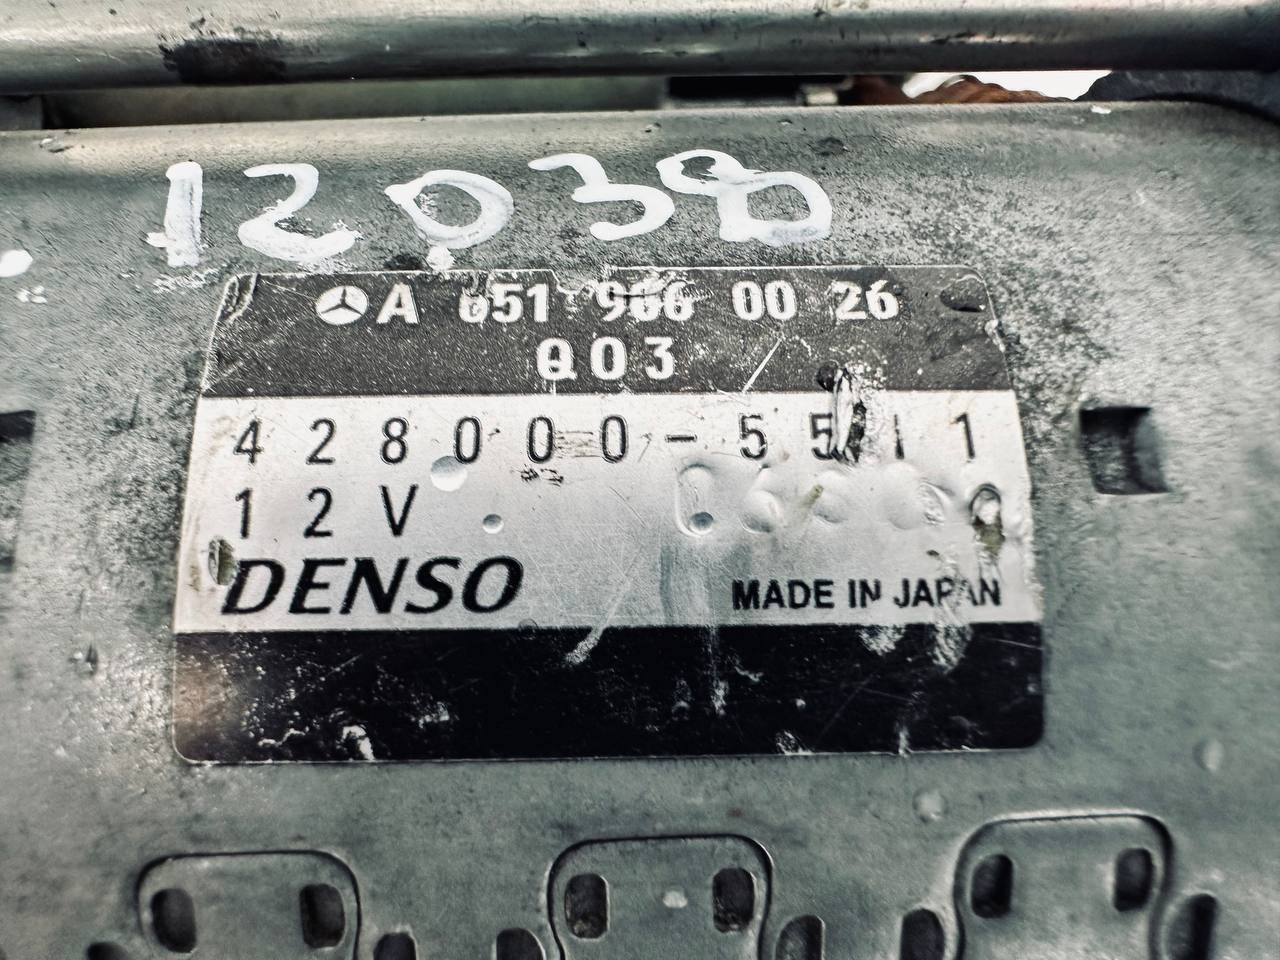 12038
A 651 906 00 26
Q03
428000-5511
12V
DENSO
MADE IN JAPAN